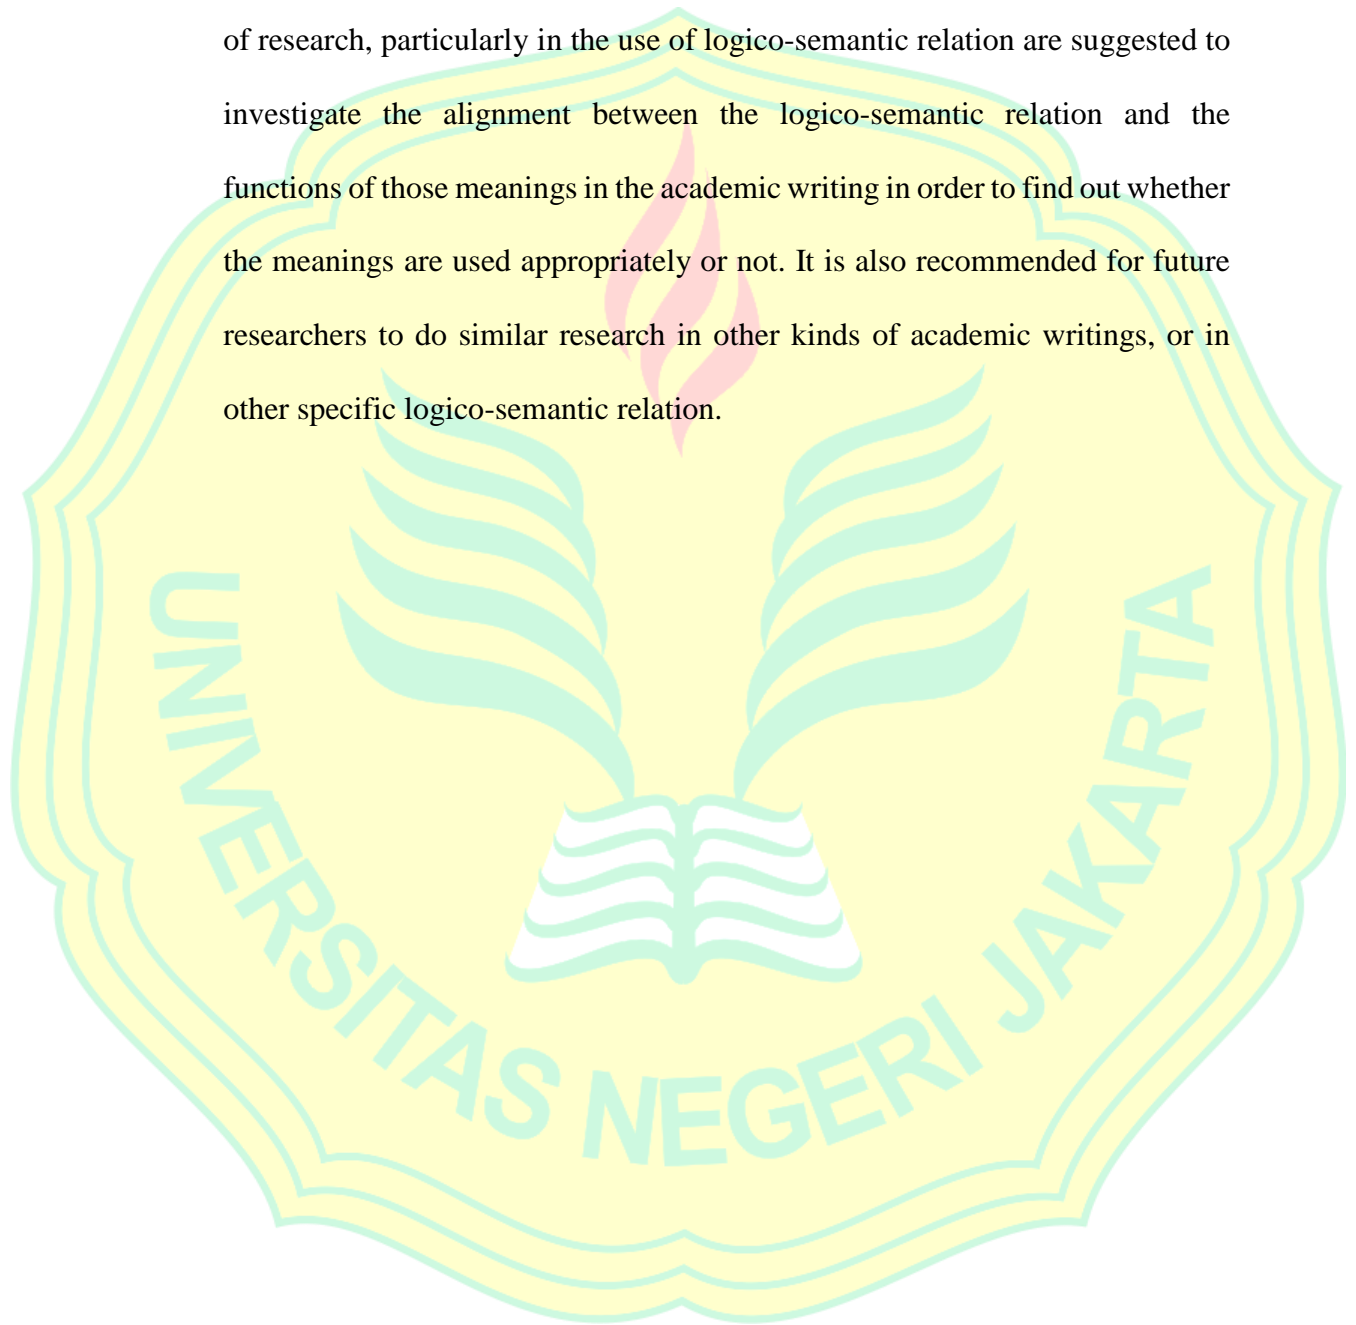 of research, particularly in the use of logico-semantic relation are suggested to
investigate the alignment between the logico-semantic relation and the
functions of those meanings in the academic writing in order to find out whether
the meanings are used appropriately or not. It is also recommended for future
researchers to do similar research in other kinds of academic writings, or in
other specific logico-semantic relation.
UNIVERSITAS NEGERI JAKARTA